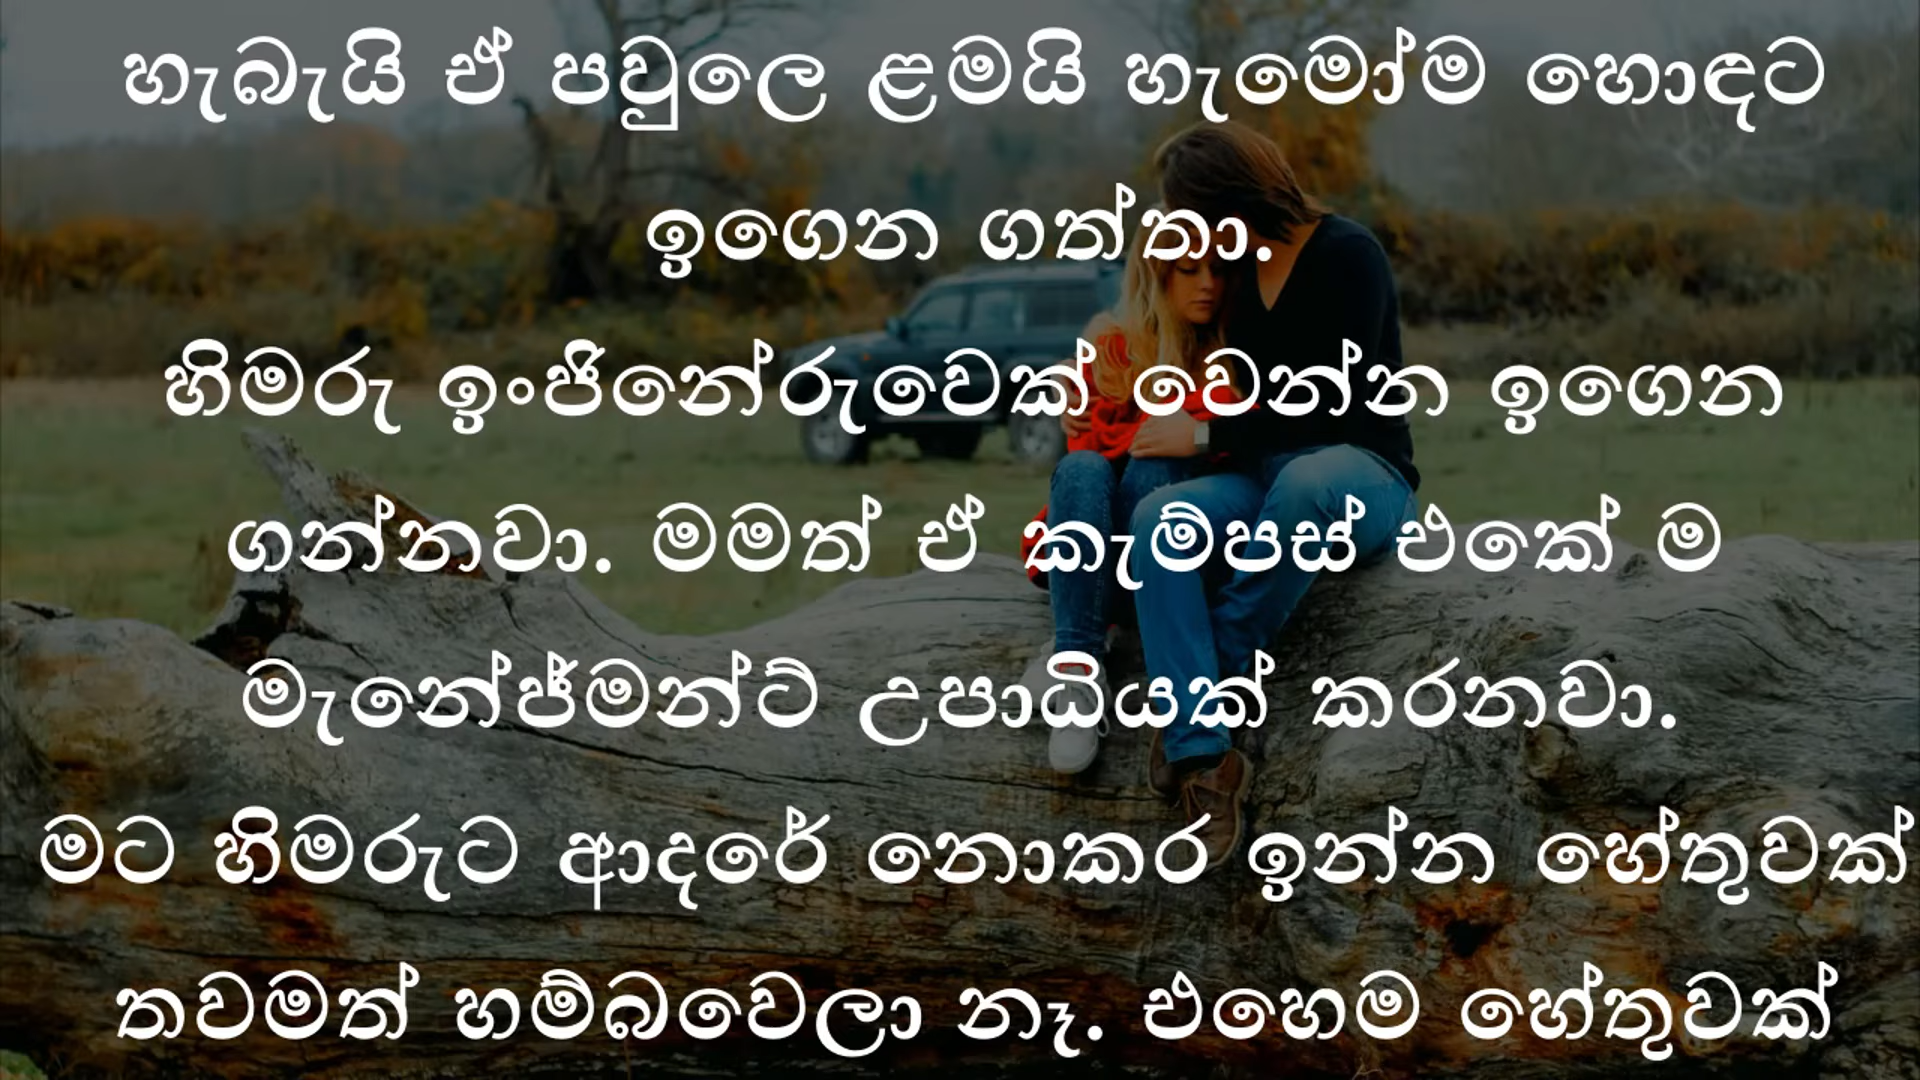 හැබැයි ඒ පවුලෙ ළමයි හැමෝම හොඳට
ඉගෙන ගත්තා.
හිමරු ඉංජිනේරුවෙක් වෙන්න ඉගෙන
ගන්නවා. මමත් ඒ කැම්පස් එකේ ම
මැනේජ්මන්ට් උපාධියක් කරනවා.
මට හිමරුට ආදරේ නොකර ඉන්න හේතුවක්
තවමත් හම්බවෙලා නෑ. එහෙම හේතුවක්